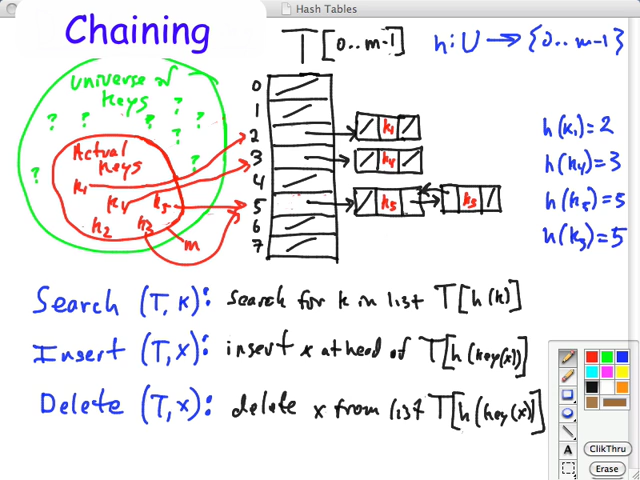 Hash Tables
Chaining
T[0..m-1] h:U → {0..m-1}
universe of
keys
? ? ? ? ? ? ? ?
Actual
keys
k1
k4 k5
k2 k3
m
0
1
2 k1
3 k4
4
5 k5 k3
6
7
h(k1)=2
h(k4)=3
h(k5)=5
h(k3)=5
Search (T,k): search for k in list T[h(k)]
Insert (T,x): insert x at head of T[h(key(x))]
Delete (T,x): delete x from list T[h(key(x))]
A
ClikThru
Erase